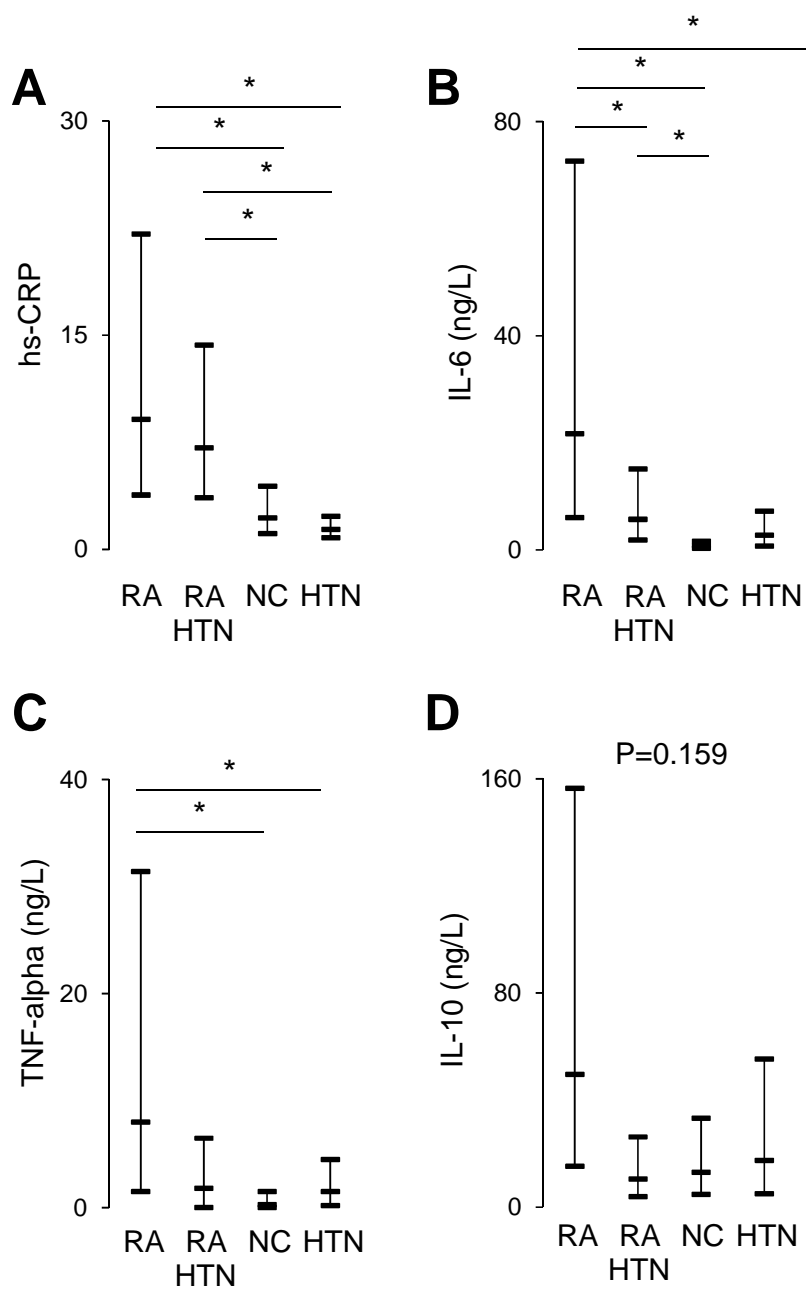 A
*
*
*
*
30
15
0
hs-CRP
RA
RA
HTN
NC
HTN
B
*
*
*
*
80
40
0
IL-6 (ng/L)
RA
RA
HTN
NC
HTN
C
*
*
40
20
0
TNF-alpha (ng/L)
RA
RA
HTN
NC
HTN
D
P=0.159
160
80
0
IL-10 (ng/L)
RA
RA
HTN
NC
HTN